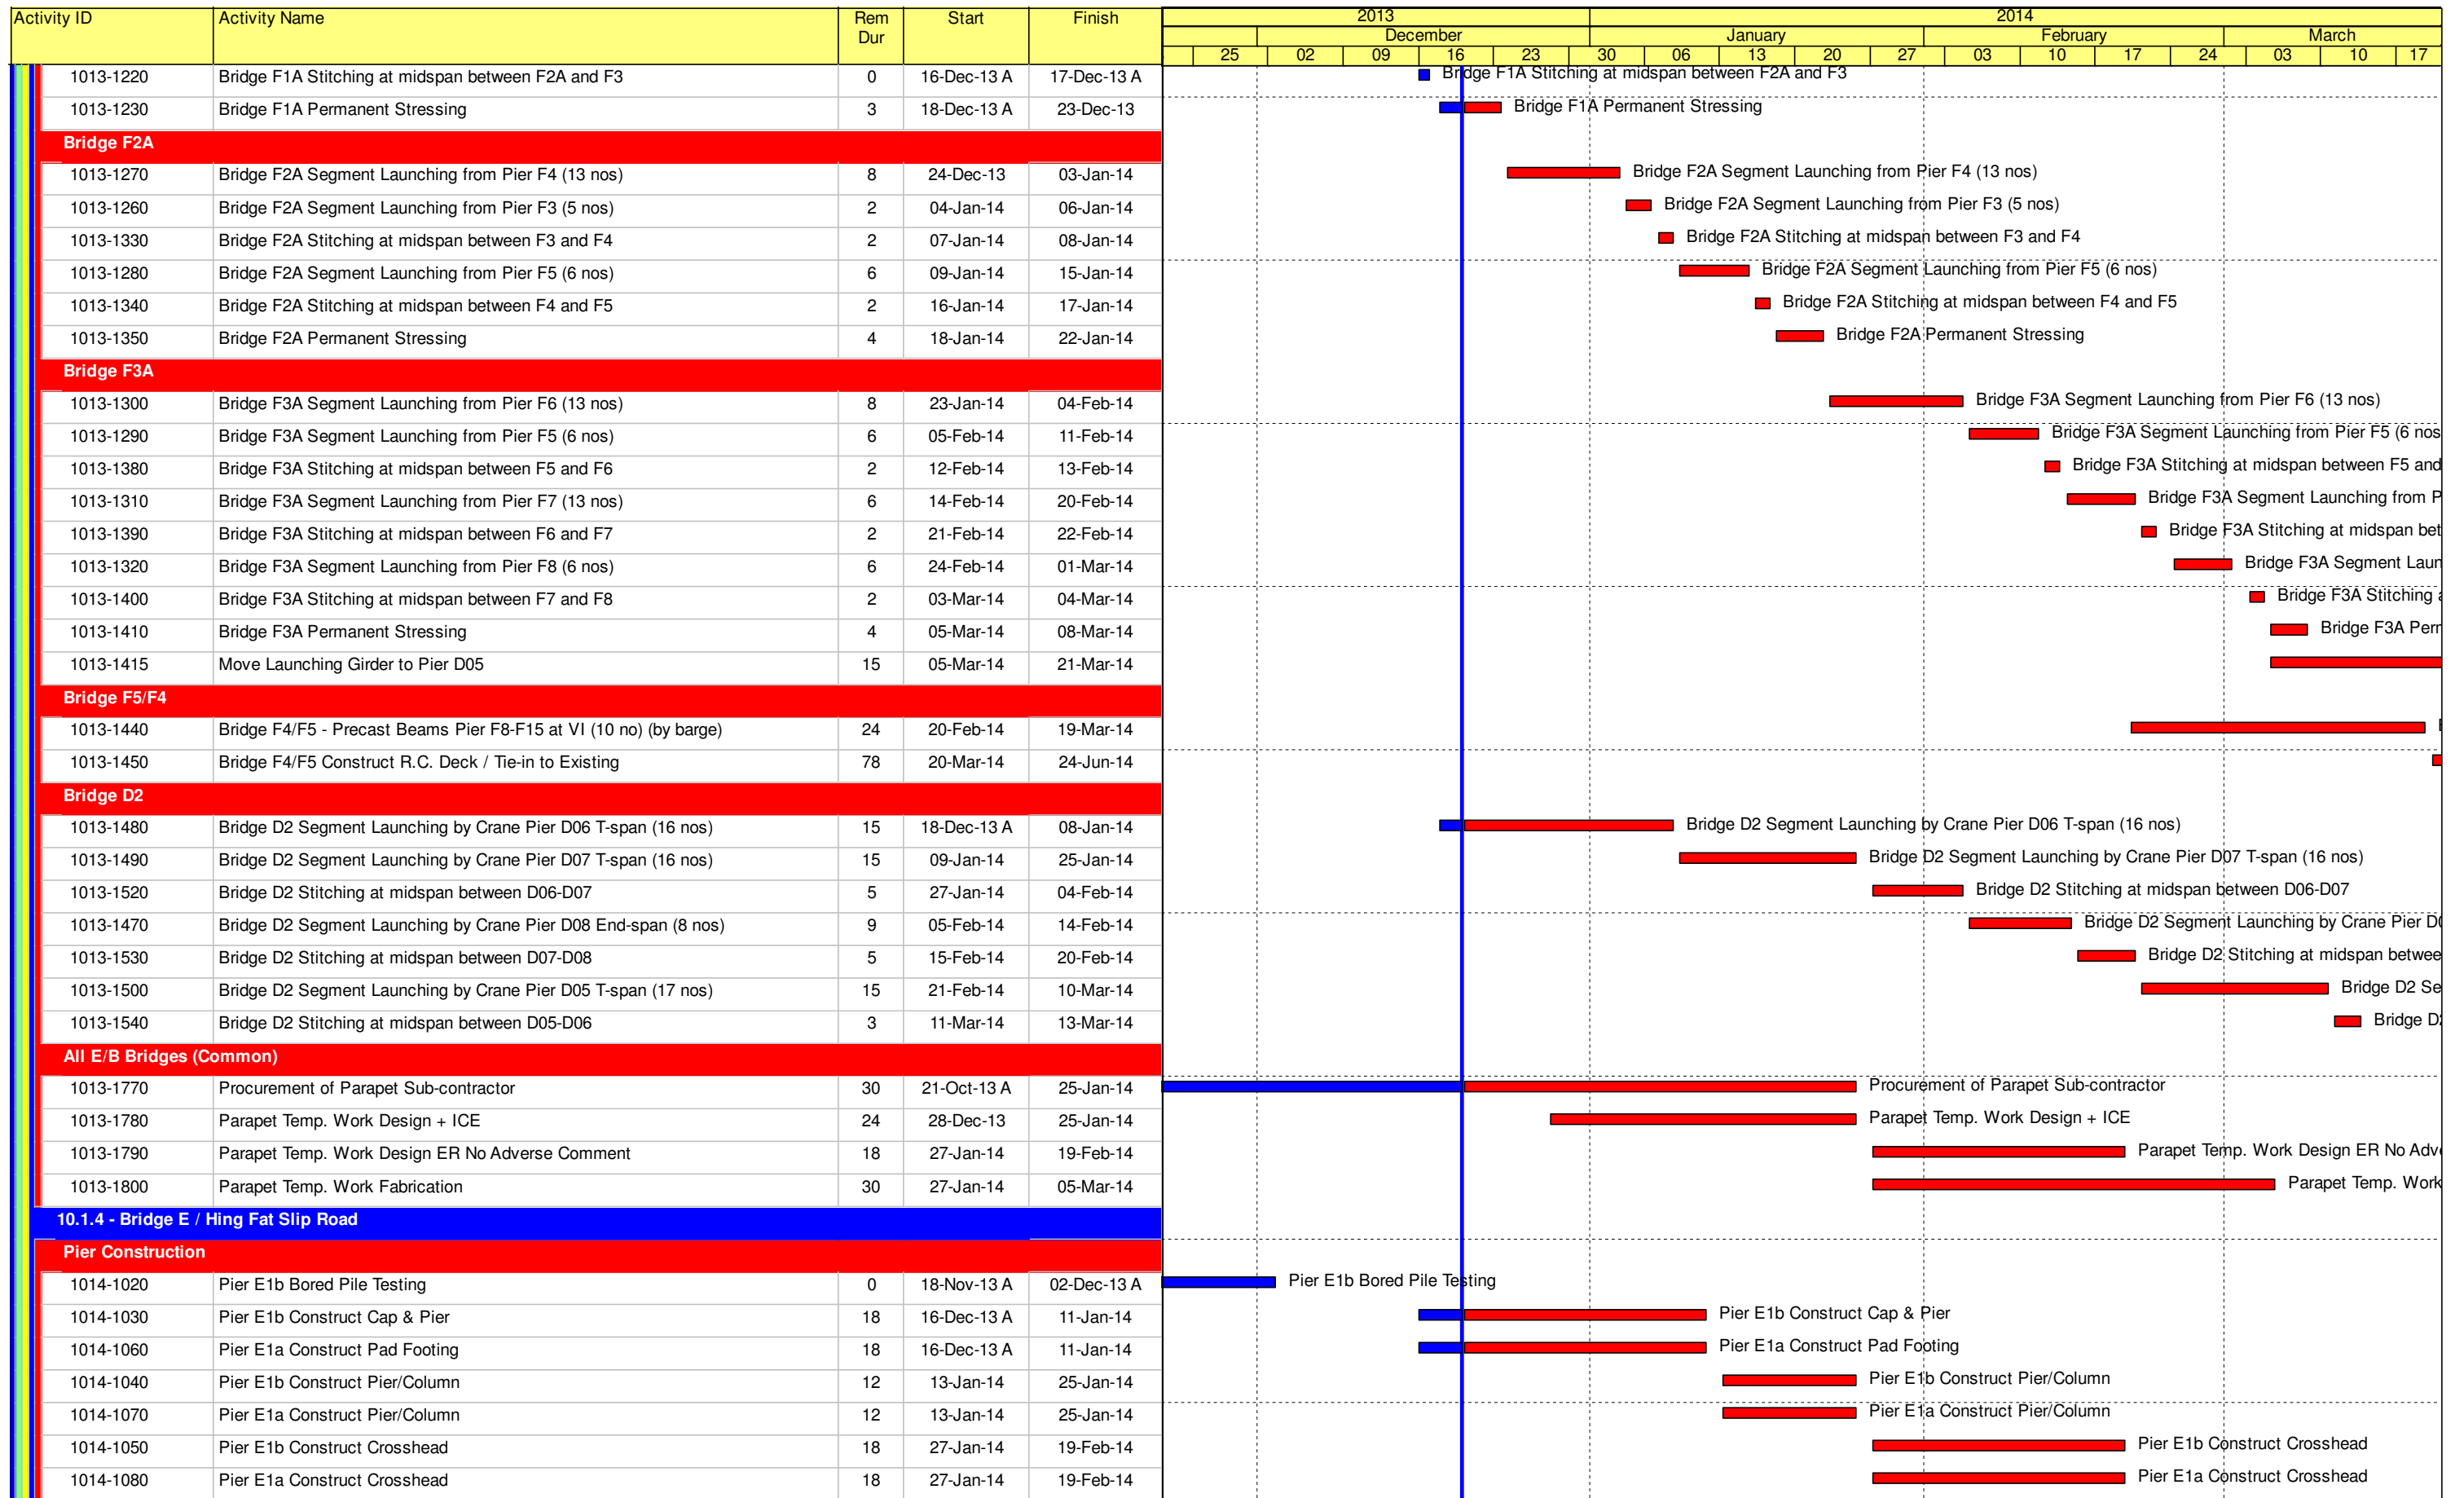 Activity ID Activity Name Rem Dur Start Finish 2013 2014
December January February March
25 02 09 16 23 30 06 13 20 27 03 10 17 24 03 10 17
1013-1220 Bridge F1A Stitching at midspan between F2A and F3 0 16-Dec-13 A 17-Dec-13 A Bridge F1A Stitching at midspan between F2A and F3
1013-1230 Bridge F1A Permanent Stressing 3 18-Dec-13 A 23-Dec-13 Bridge F1A Permanent Stressing
Bridge F2A
1013-1270 Bridge F2A Segment Launching from Pier F4 (13 nos) 8 24-Dec-13 03-Jan-14 Bridge F2A Segment Launching from Pier F4 (13 nos)
1013-1260 Bridge F2A Segment Launching from Pier F3 (5 nos) 2 04-Jan-14 06-Jan-14 Bridge F2A Segment Launching from Pier F3 (5 nos)
1013-1330 Bridge F2A Stitching at midspan between F3 and F4 2 07-Jan-14 08-Jan-14 Bridge F2A Stitching at midspan between F3 and F4
1013-1280 Bridge F2A Segment Launching from Pier F5 (6 nos) 6 09-Jan-14 15-Jan-14 Bridge F2A Segment Launching from Pier F5 (6 nos)
1013-1340 Bridge F2A Stitching at midspan between F4 and F5 2 16-Jan-14 17-Jan-14 Bridge F2A Stitching at midspan between F4 and F5
1013-1350 Bridge F2A Permanent Stressing 4 18-Jan-14 22-Jan-14 Bridge F2A Permanent Stressing
Bridge F3A
1013-1300 Bridge F3A Segment Launching from Pier F6 (13 nos) 8 23-Jan-14 04-Feb-14 Bridge F3A Segment Launching from Pier F6 (13 nos)
1013-1290 Bridge F3A Segment Launching from Pier F5 (6 nos) 6 05-Feb-14 11-Feb-14 Bridge F3A Segment Launching from Pier F5 (6 nos
1013-1380 Bridge F3A Stitching at midspan between F5 and F6 2 12-Feb-14 13-Feb-14 Bridge F3A Stitching at midspan between F5 and
1013-1310 Bridge F3A Segment Launching from Pier F7 (13 nos) 6 14-Feb-14 20-Feb-14 Bridge F3A Segment Launching from P
1013-1390 Bridge F3A Stitching at midspan between F6 and F7 2 21-Feb-14 22-Feb-14 Bridge F3A Stitching at midspan bet
1013-1320 Bridge F3A Segment Launching from Pier F8 (6 nos) 6 24-Feb-14 01-Mar-14 Bridge F3A Segment Laun
1013-1400 Bridge F3A Stitching at midspan between F7 and F8 2 03-Mar-14 04-Mar-14 Bridge F3A Stitching
1013-1410 Bridge F3A Permanent Stressing 4 05-Mar-14 08-Mar-14 Bridge F3A Perm
1013-1415 Move Launching Girder to Pier D05 15 05-Mar-14 21-Mar-14
Bridge F5/F4
1013-1440 Bridge F4/F5 - Precast Beams Pier F8-F15 at VI (10 no) (by barge) 24 20-Feb-14 19-Mar-14
1013-1450 Bridge F4/F5 Construct R.C. Deck / Tie-in to Existing 78 20-Mar-14 24-Jun-14
Bridge D2
1013-1480 Bridge D2 Segment Launching by Crane Pier D06 T-span (16 nos) 15 18-Dec-13 A 08-Jan-14 Bridge D2 Segment Launching by Crane Pier D06 T-span (16 nos)
1013-1490 Bridge D2 Segment Launching by Crane Pier D07 T-span (16 nos) 15 09-Jan-14 25-Jan-14 Bridge D2 Segment Launching by Crane Pier D07 T-span (16 nos)
1013-1520 Bridge D2 Stitching at midspan between D06-D07 5 27-Jan-14 04-Feb-14 Bridge D2 Stitching at midspan between D06-D07
1013-1470 Bridge D2 Segment Launching by Crane Pier D08 End-span (8 nos) 9 05-Feb-14 14-Feb-14 Bridge D2 Segment Launching by Crane Pier D0
1013-1530 Bridge D2 Stitching at midspan between D07-D08 5 15-Feb-14 20-Feb-14 Bridge D2 Stitching at midspan betwee
1013-1500 Bridge D2 Segment Launching by Crane Pier D05 T-span (17 nos) 15 21-Feb-14 10-Mar-14 Bridge D2 Se
1013-1540 Bridge D2 Stitching at midspan between D05-D06 3 11-Mar-14 13-Mar-14 Bridge D2
All E/B Bridges (Common)
1013-1770 Procurement of Parapet Sub-contractor 30 21-Oct-13 A 25-Jan-14 Procurement of Parapet Sub-contractor
1013-1780 Parapet Temp. Work Design + ICE 24 28-Dec-13 25-Jan-14 Parapet Temp. Work Design + ICE
1013-1790 Parapet Temp. Work Design ER No Adverse Comment 18 27-Jan-14 19-Feb-14 Parapet Temp. Work Design ER No Adve
1013-1800 Parapet Temp. Work Fabrication 30 27-Jan-14 05-Mar-14 Parapet Temp. Work
10.1.4 - Bridge E / Hing Fat Slip Road
Pier Construction
1014-1020 Pier E1b Bored Pile Testing 0 18-Nov-13 A 02-Dec-13 A Pier E1b Bored Pile Testing
1014-1030 Pier E1b Construct Cap & Pier 18 16-Dec-13 A 11-Jan-14 Pier E1b Construct Cap & Pier
1014-1060 Pier E1a Construct Pad Footing 18 16-Dec-13 A 11-Jan-14 Pier E1a Construct Pad Footing
1014-1040 Pier E1b Construct Pier/Column 12 13-Jan-14 25-Jan-14 Pier E1b Construct Pier/Column
1014-1070 Pier E1a Construct Pier/Column 12 13-Jan-14 25-Jan-14 Pier E1a Construct Pier/Column
1014-1050 Pier E1b Construct Crosshead 18 27-Jan-14 19-Feb-14 Pier E1b Construct Crosshead
1014-1080 Pier E1a Construct Crosshead 18 27-Jan-14 19-Feb-14 Pier E1a Construct Crosshead